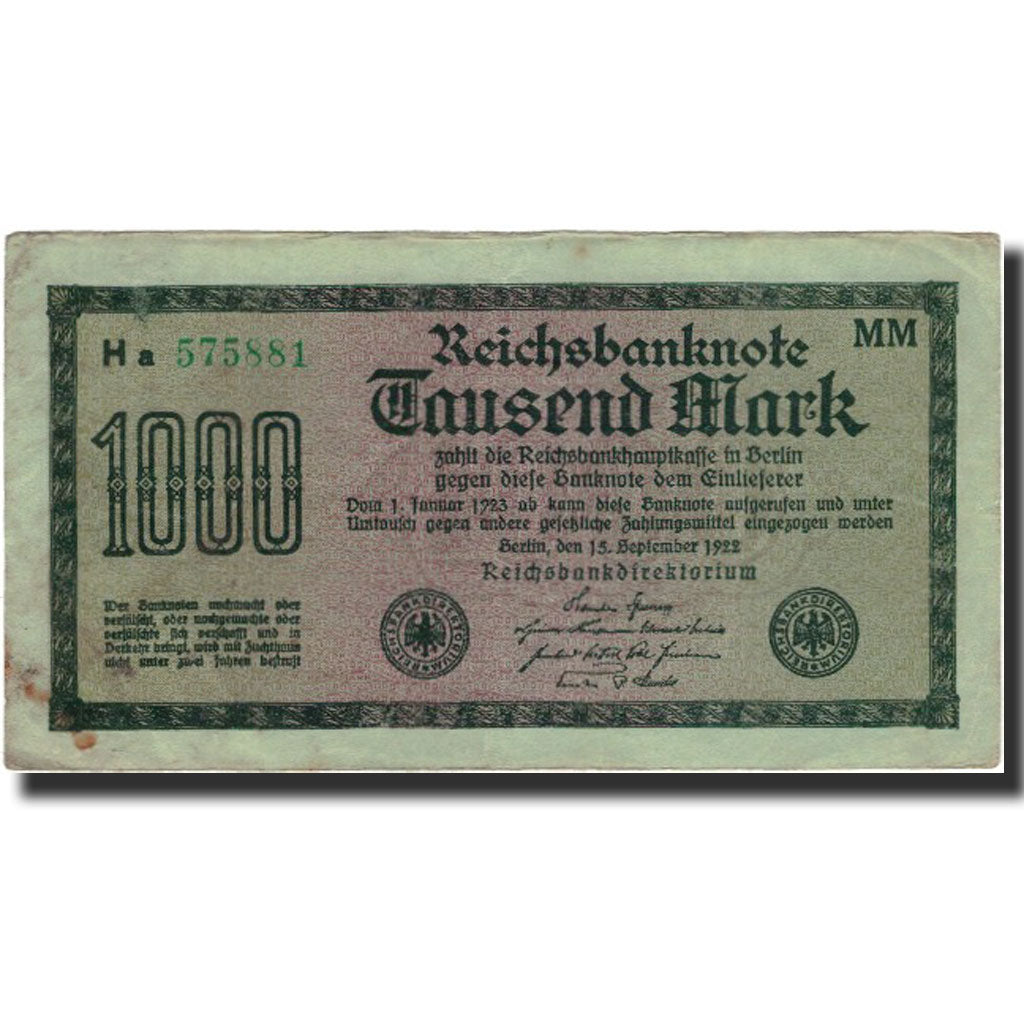 Ha 575881
MM
Reichsbanknote
Tausend Mark
1000
zahlt die Reichsbankhauptkasse in Berlin
gegen diese Banknote dem Einlieferer
Vom 1. Januar 1923 ab kann diese Banknote aufgerufen und unter
Umtausch gegen andere gesetzliche Zahlungsmittel eingezogen werden
Berlin, den 15. September 1922
Reichsbankdirektorium
Wer Banknoten nachmacht oder
verfälscht, oder nachgemachte oder
verfälschte sich verschafft und in
Verkehr bringt, wird mit Zuchthaus
nicht unter zwei Jahren bestraft
REICHSBANKDIREKTORIUM
REICHSBANKDIREKTORIUM